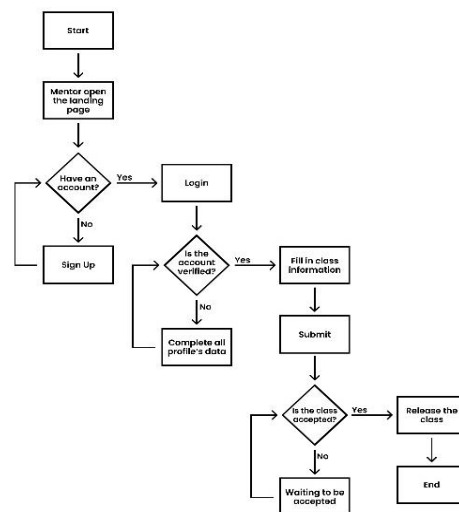 Start
Mentor open
the landing
page
Have an
account?
Yes
Login
No
Sign Up
Is the
account
verified?
Yes
Fill in class
information
No
Complete all
profile's data
Submit
Is the class
accepted?
Yes
Release the
class
No
Waiting to be
accepted
End